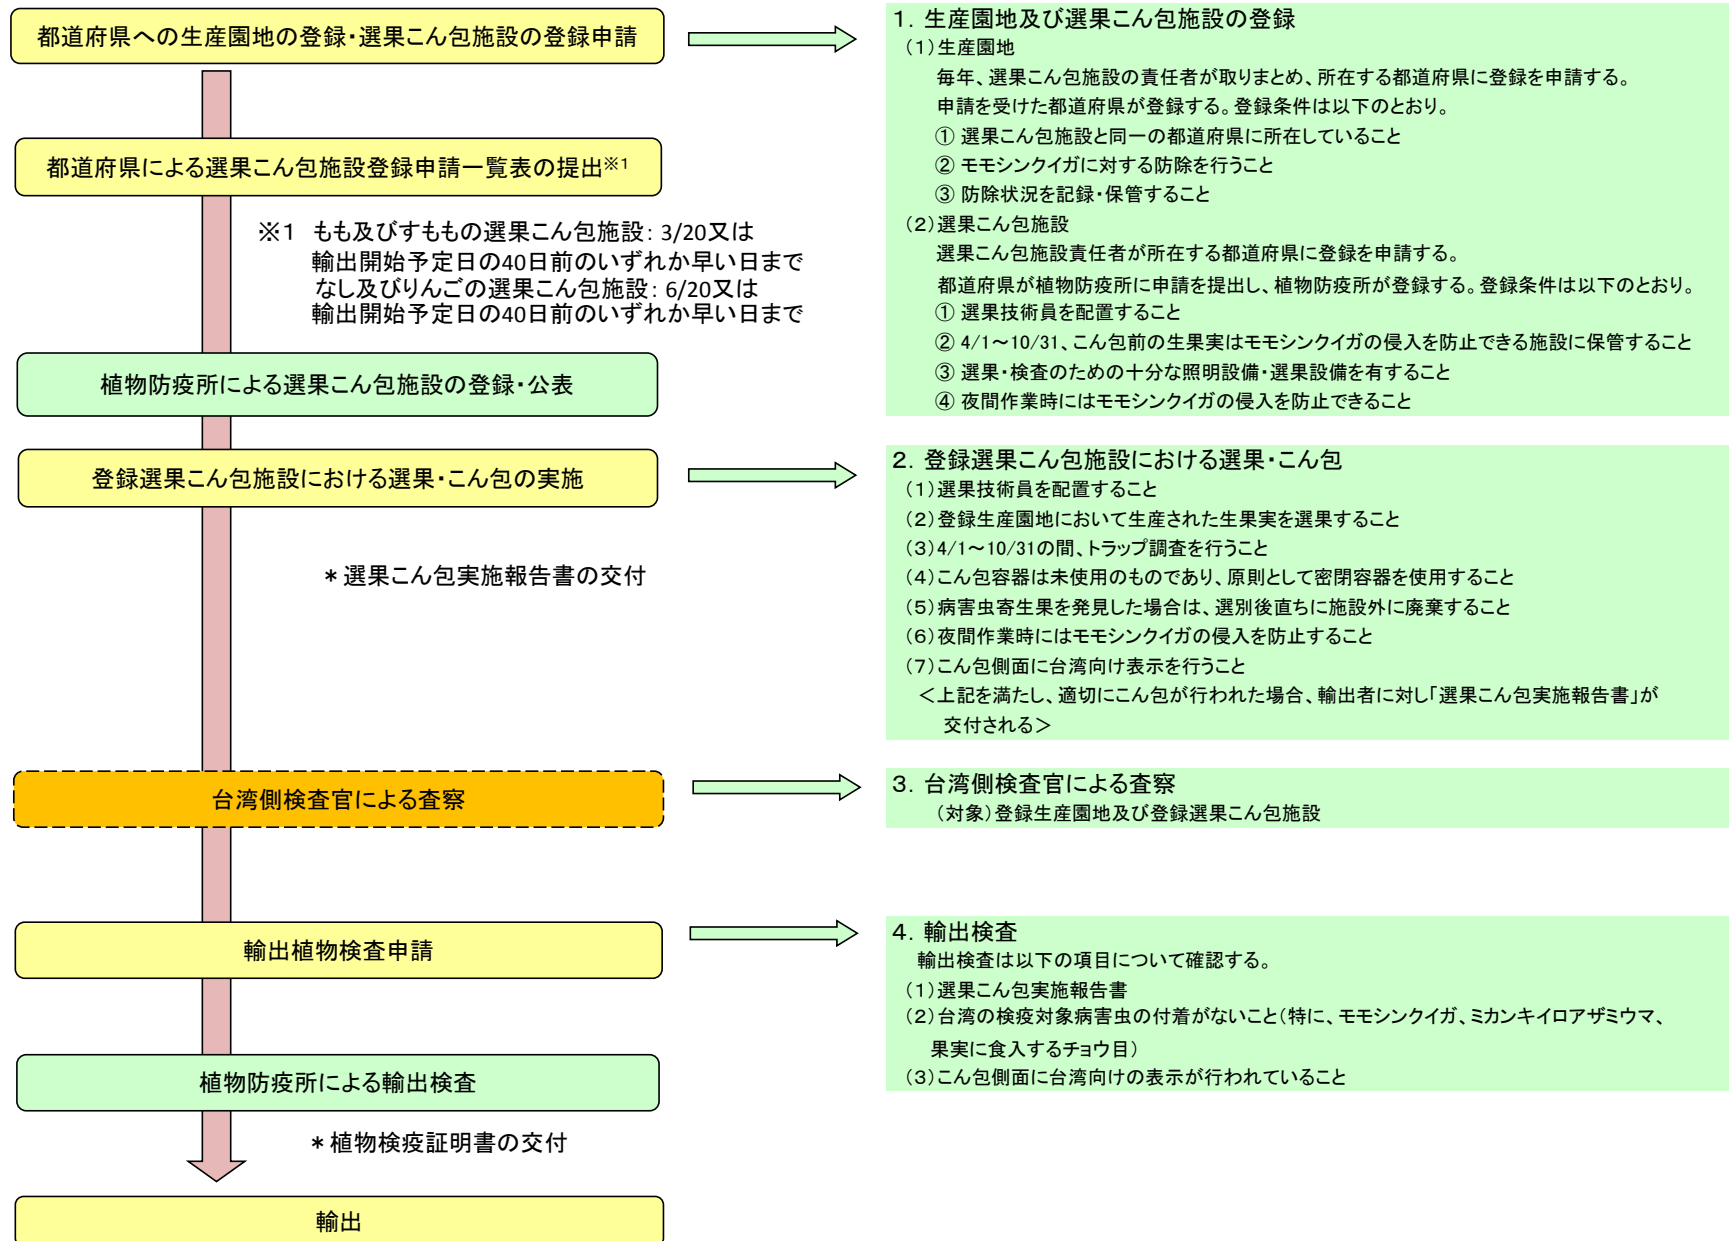 都道府県への生産園地の登録・選果こん包施設の登録申請
都道府県による選果こん包施設登録申請一覧表の提出※1
※1 もも及びすももの選果こん包施設：3/20又は
輸出開始予定日の40日前のいずれか早い日まで
なし及びりんごの選果こん包施設：6/20又は
輸出開始予定日の40日前のいずれか早い日まで
植物防疫所による選果こん包施設の登録・公表
登録選果こん包施設における選果・こん包の実施
＊選果こん包実施報告書の交付
台湾側検査官による査察
輸出植物検査申請
植物防疫所による輸出検査
＊植物検疫証明書の交付
輸出
1．生産園地及び選果こん包施設の登録
（1）生産園地
毎年、選果こん包施設の責任者が取りまとめ、所在する都道府県に登録を申請する。
申請を受けた都道府県が登録する。登録条件は以下のとおり。
① 選果こん包施設と同一の都道府県に所在していること
② モモシンクイガに対する防除を行うこと
③ 防除状況を記録・保管すること
（2）選果こん包施設
選果こん包施設責任者が所在する都道府県に登録を申請する。
都道府県が植物防疫所に申請を提出し、植物防疫所が登録する。登録条件は以下のとおり。
① 選果技術員を配置すること
② 4/1～10/31、こん包前の生果実はモモシンクイガの侵入を防止できる施設に保管すること
③ 選果・検査のための十分な照明設備・選果設備を有すること
④ 夜間作業時にはモモシンクイガの侵入を防止できること
2．登録選果こん包施設における選果・こん包
（1）選果技術員を配置すること
（2）登録生産園地において生産された生果実を選果すること
（3）4/1～10/31の間、トラップ調査を行うこと
（4）こん包容器は未使用のものであり、原則として密閉容器を使用すること
（5）病害虫寄生果を発見した場合は、選別後直ちに施設外に廃棄すること
（6）夜間作業時にはモモシンクイガの侵入を防止すること
（7）こん包側面に台湾向け表示を行うこと
＜上記を満たし、適切にこん包が行われた場合、輸出者に対し「選果こん包実施報告書」が
交付される＞
3．台湾側検査官による査察
（対象）登録生産園地及び登録選果こん包施設
4．輸出検査
輸出検査は以下の項目について確認する。
（1）選果こん包実施報告書
（2）台湾の検疫対象病害虫の付着がないこと（特に、モモシンクイガ、ミカンキイロアザミウマ、
果実に食入するチョウ目）
（3）こん包側面に台湾向けの表示が行われていること